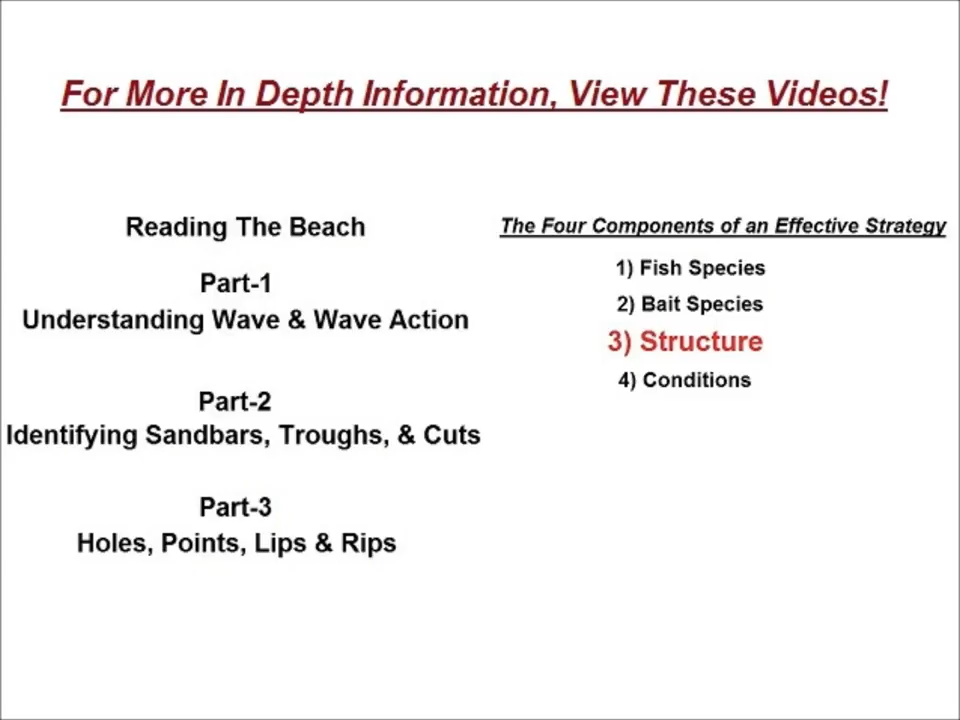 For More In Depth Information, View These Videos!
Reading The Beach
Part-1
Understanding Wave & Wave Action
Part-2
Identifying Sandbars, Troughs, & Cuts
Part-3
Holes, Points, Lips & Rips
The Four Components of an Effective Strategy
1) Fish Species
2) Bait Species
3) Structure
4) Conditions